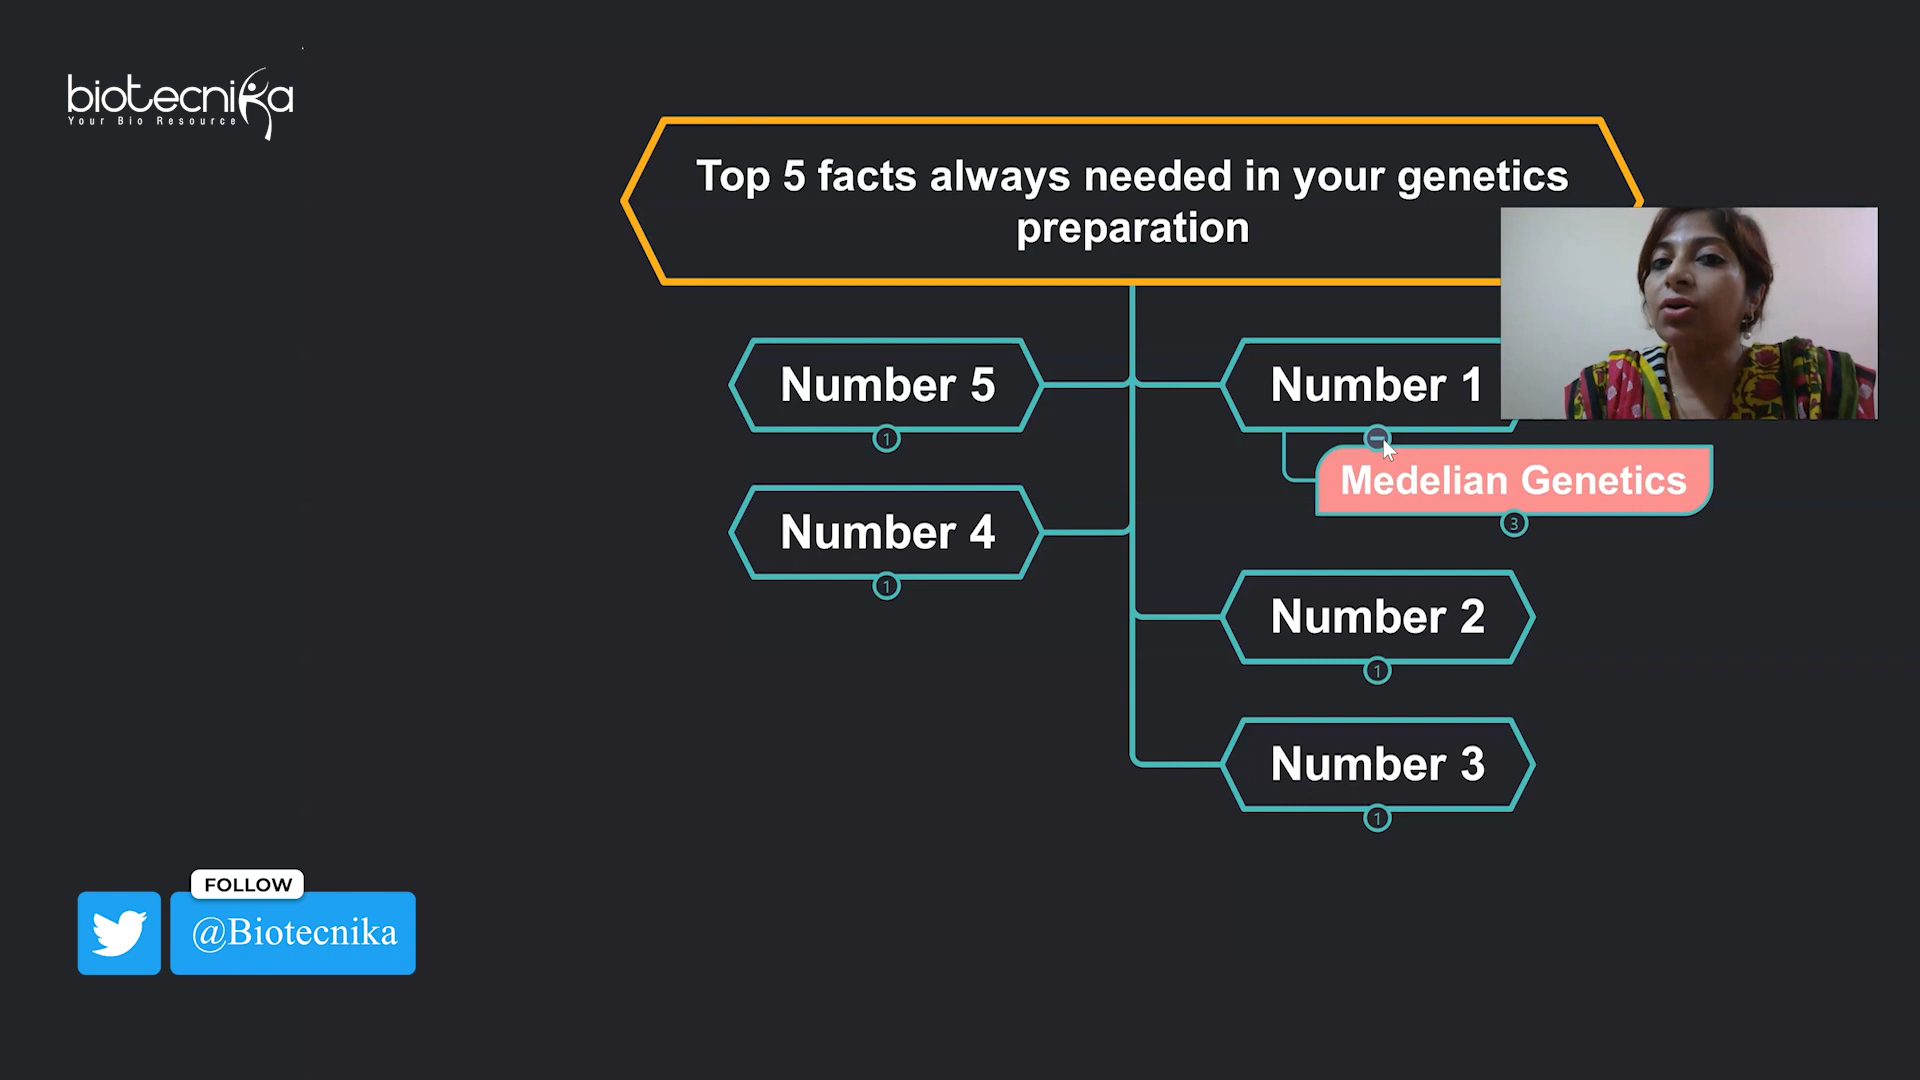 biotecnika
Your Bio Resource
Top 5 facts always needed in your genetics
preparation
Number 5
1
Number 1
Medelian Genetics
3
Number 4
1
Number 2
1
Number 3
1
FOLLOW
@Biotecnika